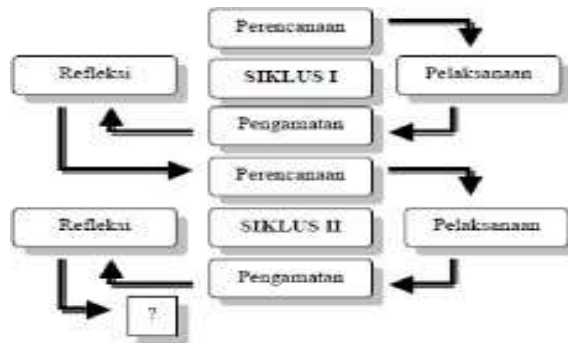 Perencanaan
Refleksi
SIKLUS I
Pelaksanaan
Pengamatan
Perencanaan
Refleksi
SIKLUS II
Pelaksanaan
Pengamatan
?